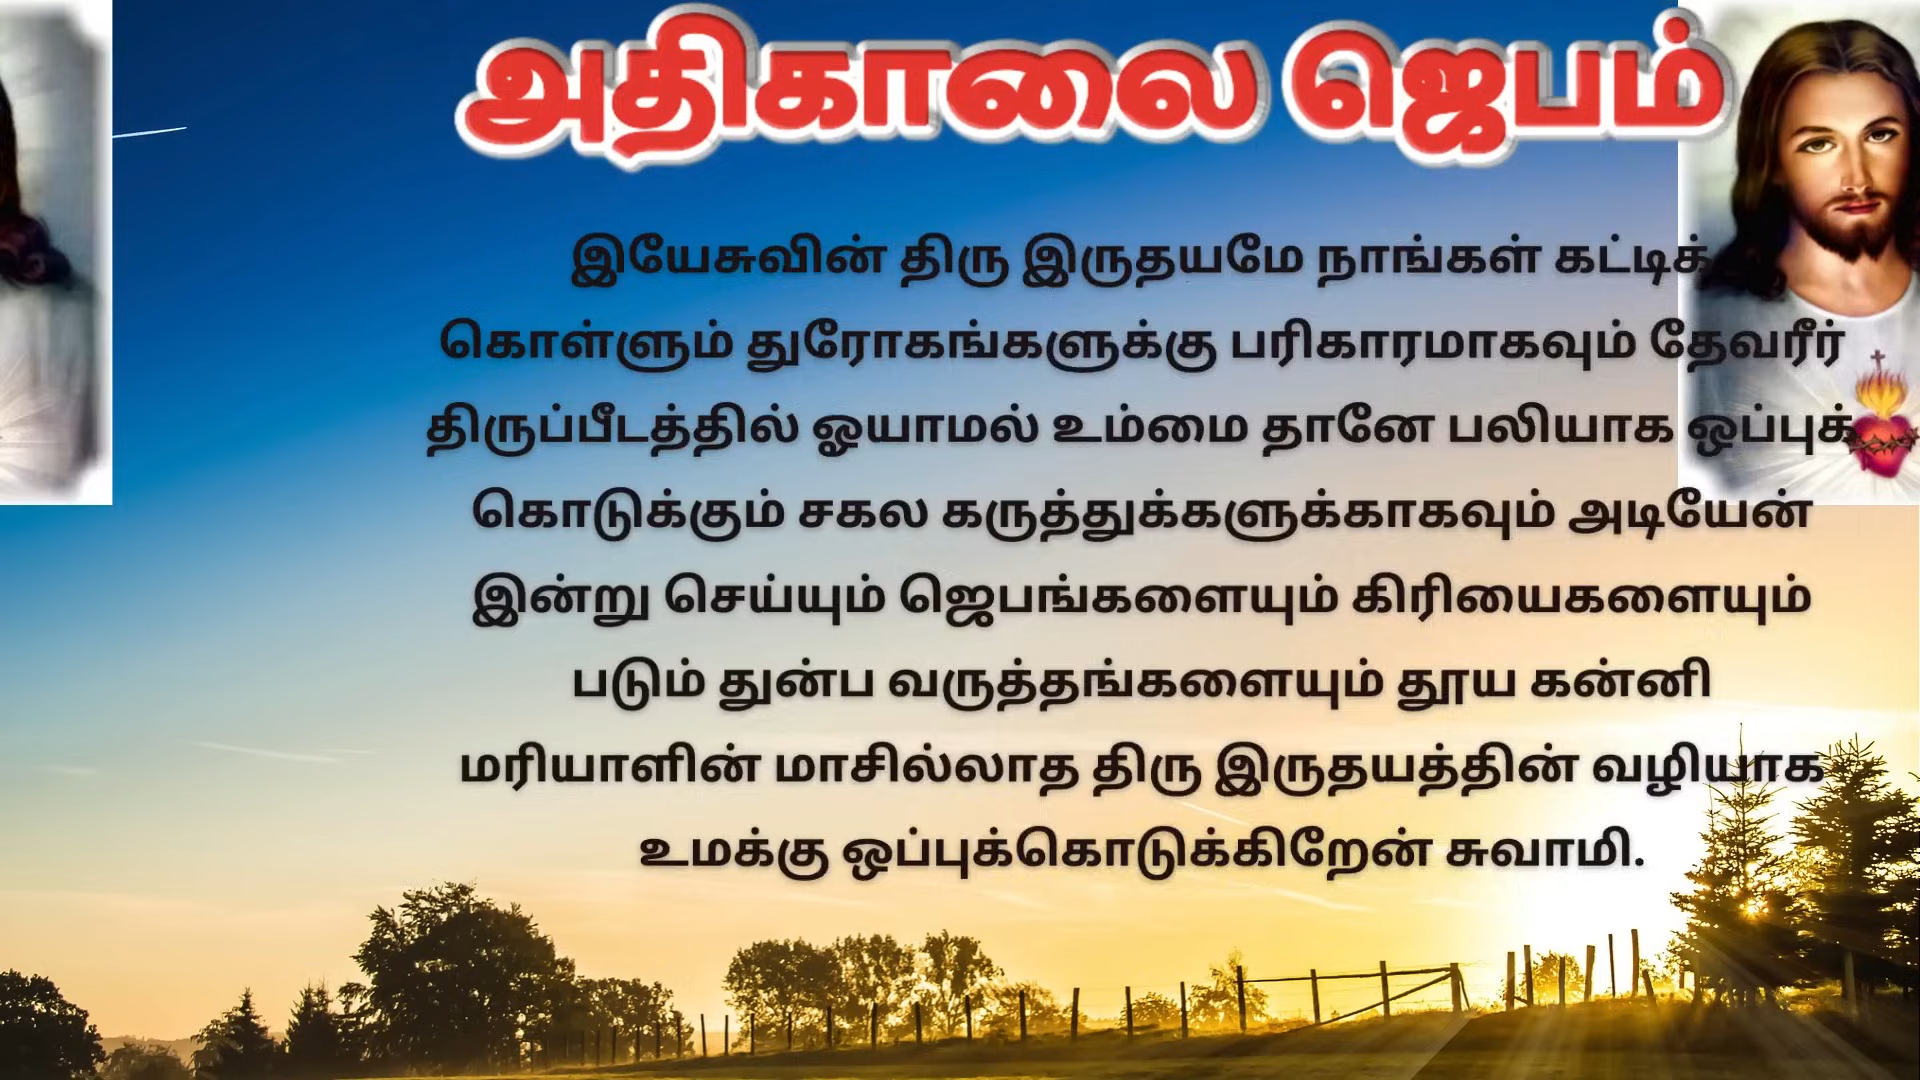 அதிகாலை ஜெபம்
இயேசுவின் திரு இருதயமே நாங்கள் கட்டிக்
கொள்ளும் துரோகங்களுக்கு பரிகாரமாகவும் தேவரீர்
திருப்பீடத்தில் ஓயாமல் உம்மை தானே பலியாக ஒப்புக்
கொடுக்கும் சகல கருத்துக்களுக்காகவும் அடியேன்
இன்று செய்யும் ஜெபங்களையும் கிரியைகளையும்
படும் துன்ப வருத்தங்களையும் தூய கன்னி
மரியாளின் மாசில்லாத திரு இருதயத்தின் வழியாக
உமக்கு ஒப்புக்கொடுக்கிறேன் சுவாமி.